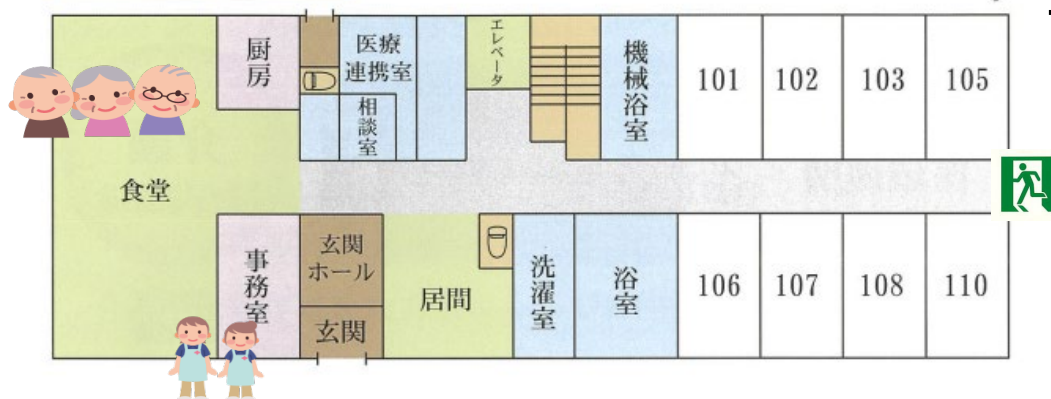 厨房
医療
連携室
エレベータ
機械浴室
101
102
103
105
相談室
食堂
事務室
玄関
ホール
玄関
居間
洗濯室
浴室
106
107
108
110